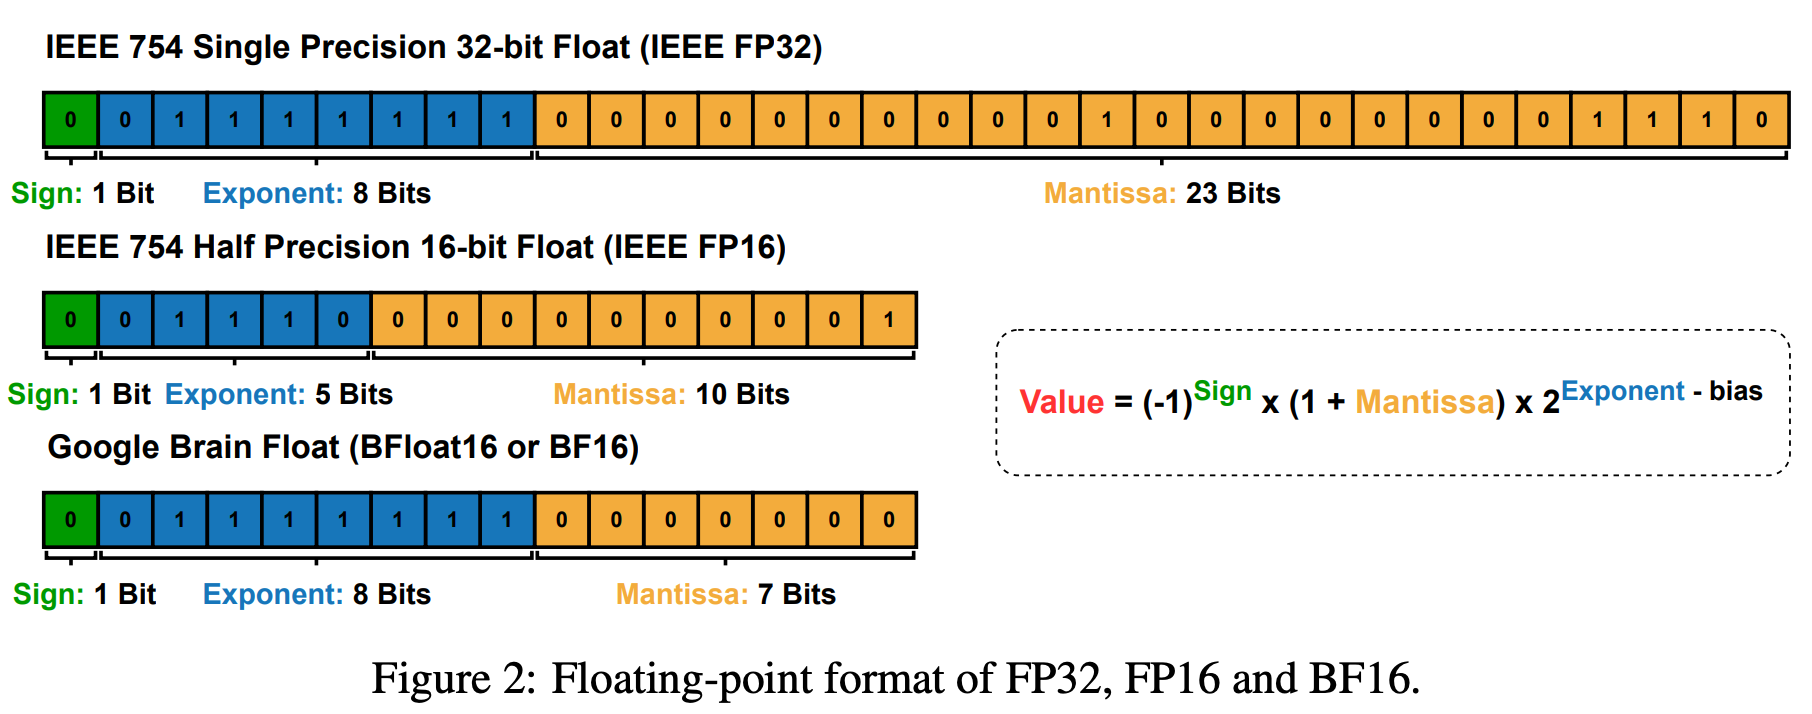 IEEE 754 Single Precision 32-bit Float (IEEE FP32)
0 0 1 1 1 1 1 1 1 0 0 0 0 0 0 0 0 0 0 1 0 0 0 0 0 0 0 0 1 1 1 0
Sign: 1 Bit Exponent: 8 Bits Mantissa: 23 Bits
IEEE 754 Half Precision 16-bit Float (IEEE FP16)
0 0 1 1 1 0 0 0 0 0 0 0 0 0 0 1
Sign: 1 Bit Exponent: 5 Bits Mantissa: 10 Bits
Value = (-1)^Sign x (1 + Mantissa) x 2^Exponent - bias
Google Brain Float (BFloat16 or BF16)
0 0 1 1 1 1 1 1 1 0 0 0 0 0 0 0
Sign: 1 Bit Exponent: 8 Bits Mantissa: 7 Bits
Figure 2: Floating-point format of FP32, FP16 and BF16.